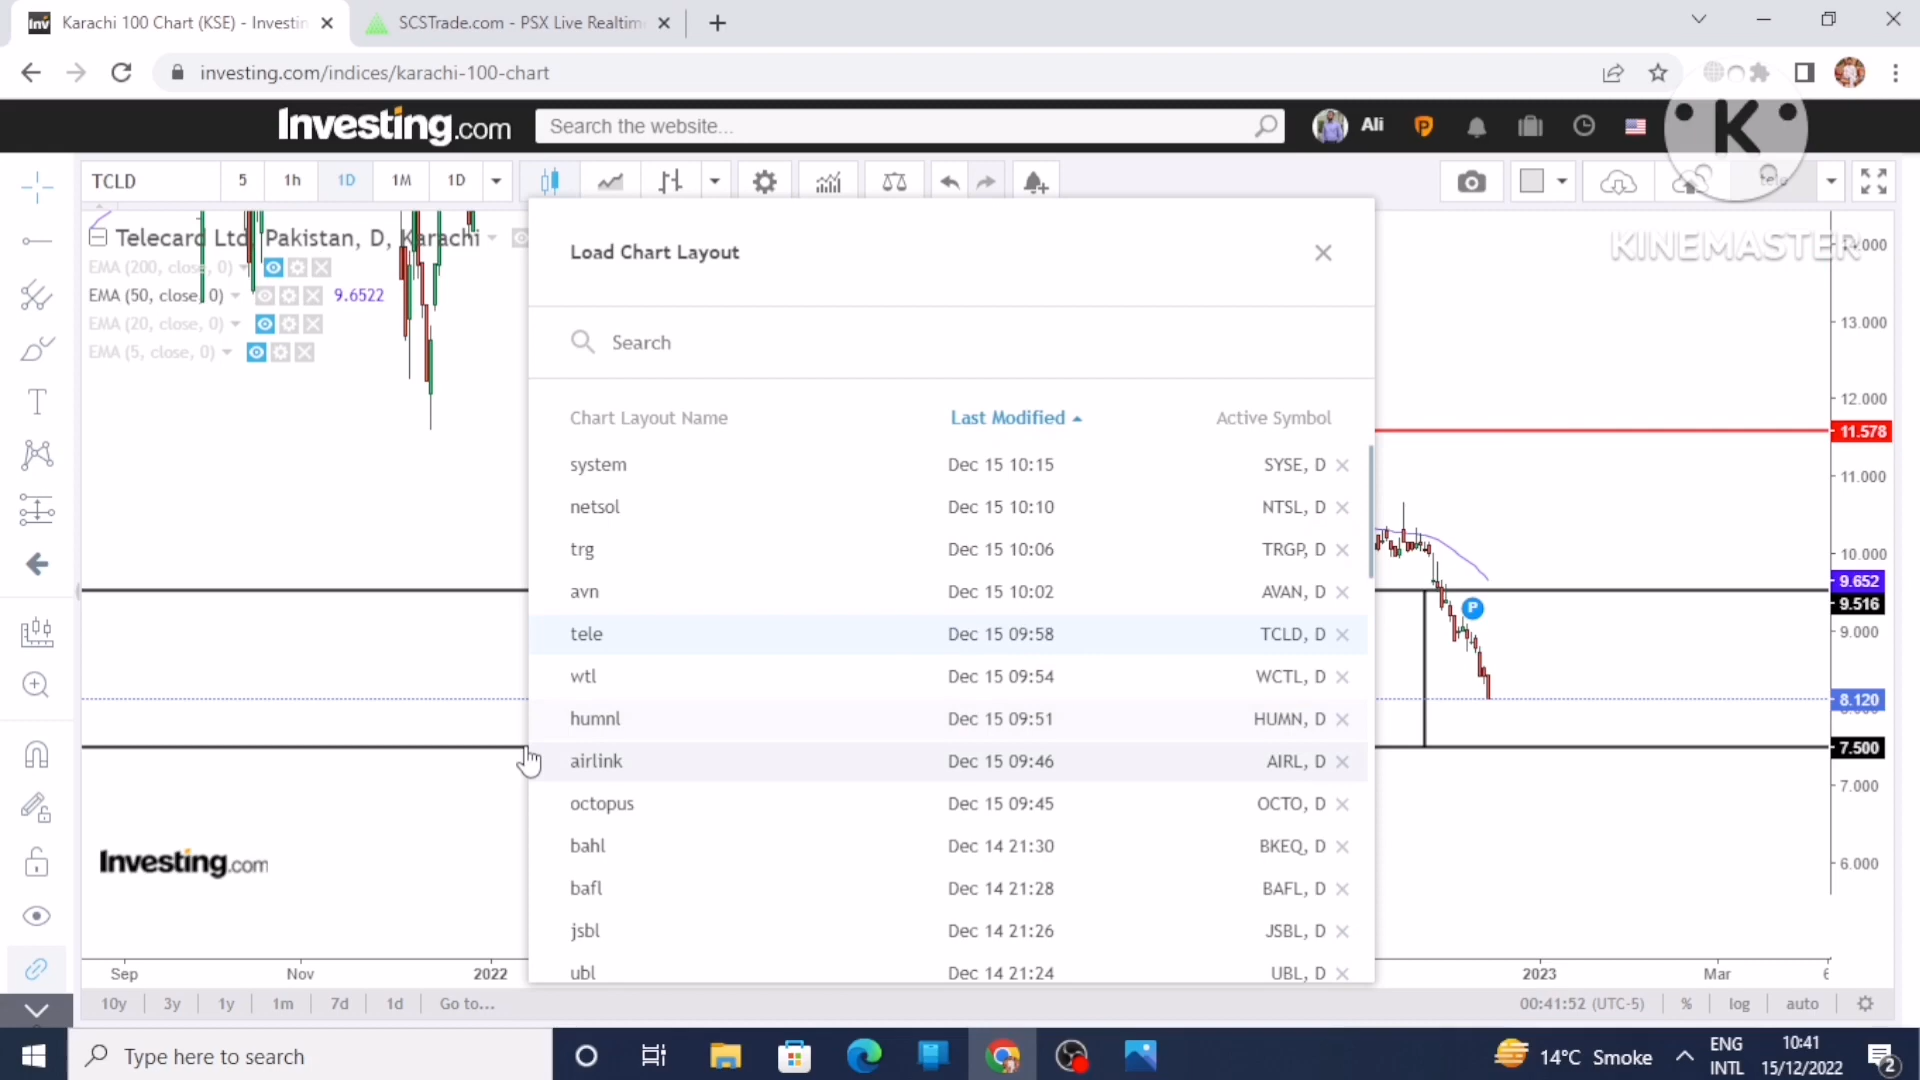 Karachi 100 Chart (KSE) - Investin
SCSTrade.com - PSX Live Realtim
investing.com/indices/karachi-100-chart
Investing.com
Search the website...
Ali
K
TCLD
5
1h
1D
1M
1D
tele
KINEMASTER
Telecard Ltd, Pakistan, D, Karachi
EMA (200, close, 0)
EMA (50, close, 0) 9.6522
EMA (20, close, 0)
EMA (5, close, 0)
Load Chart Layout
Search
Chart Layout Name Last Modified Active Symbol
system Dec 15 10:15 SYSE, D
netsol Dec 15 10:10 NTSL, D
trg Dec 15 10:06 TRGP, D
avn Dec 15 10:02 AVAN, D
tele Dec 15 09:58 TCLD, D
wtl Dec 15 09:54 WCTL, D
humnl Dec 15 09:51 HUMN, D
airlink Dec 15 09:46 AIRL, D
octopus Dec 15 09:45 OCTO, D
bahl Dec 14 21:30 BKEQ, D
bafl Dec 14 21:28 BAFL, D
jsbl Dec 14 21:26 JSBL, D
ubl Dec 14 21:24 UBL, D
P
14.000
13.000
12.000
11.578
11.000
10.000
9.652
9.516
9.000
8.120
7.500
7.000
6.000
Investing.com
Sep Nov 2022 2023 Mar
10y 3y 1y 1m 7d 1d Go to...
00:41:52 (UTC-5) % log auto
Type here to search
14°C Smoke
ENG
INTL
10:41
15/12/2022
2